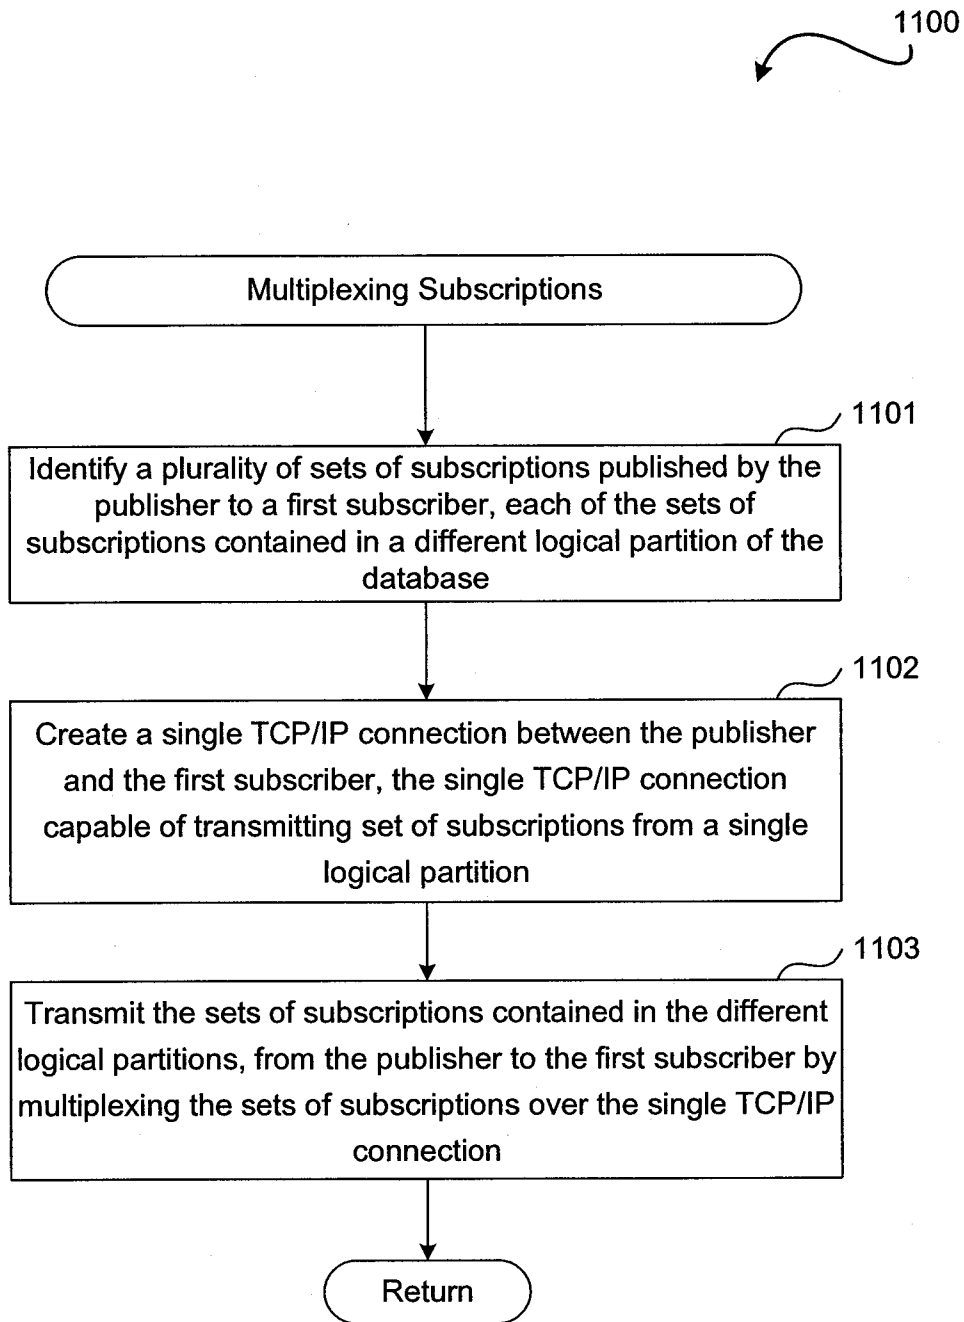 1100
Multiplexing Subscriptions
1101
Identify a plurality of sets of subscriptions published by the
publisher to a first subscriber, each of the sets of
subscriptions contained in a different logical partition of the
database
1102
Create a single TCP/IP connection between the publisher
and the first subscriber, the single TCP/IP connection
capable of transmitting set of subscriptions from a single
logical partition
1103
Transmit the sets of subscriptions contained in the different
logical partitions, from the publisher to the first subscriber by
multiplexing the sets of subscriptions over the single TCP/IP
connection
Return